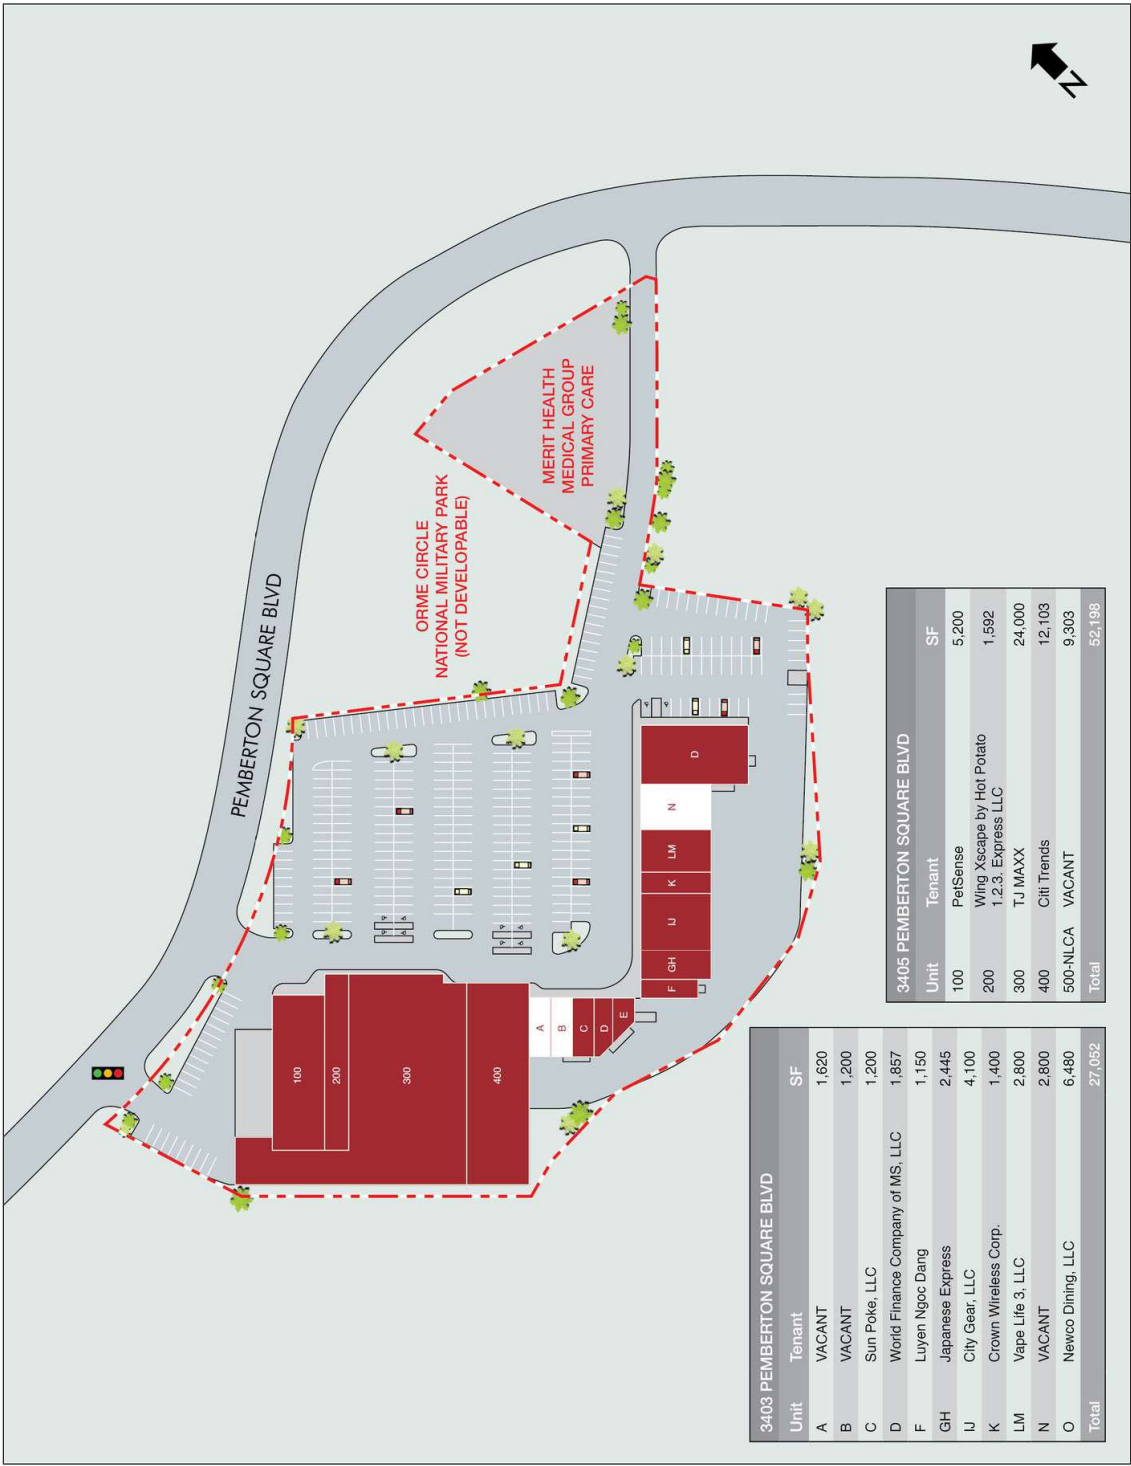 PEMBERTON SQUARE BLVD
ORME CIRCLE
NATIONAL MILITARY PARK
(NOT DEVELOPABLE)
MERIT HEALTH
MEDICAL GROUP
PRIMARY CARE
N
100
200
300
400
A
B
C
D
E
F
GH
IJ
K
LM
N
D
3403 PEMBERTON SQUARE BLVD
Unit Tenant SF
A VACANT 1,620
B VACANT 1,200
C Sun Poke, LLC 1,200
D World Finance Company of MS, LLC 1,857
F Luyen Ngoc Dang 1,150
GH Japanese Express 2,445
IJ City Gear, LLC 4,100
K Crown Wireless Corp. 1,400
LM Vape Life 3, LLC 2,800
N VACANT 2,800
O Newco Dining, LLC 6,480
Total 27,052
3405 PEMBERTON SQUARE BLVD
Unit Tenant SF
100 PetSense 5,200
200 Wing Xscape by Hot Potato 1,592
1.2.3. Express LLC
300 TJ MAXX 24,000
400 Citi Trends 12,103
500-NLCA VACANT 9,303
Total 52,198